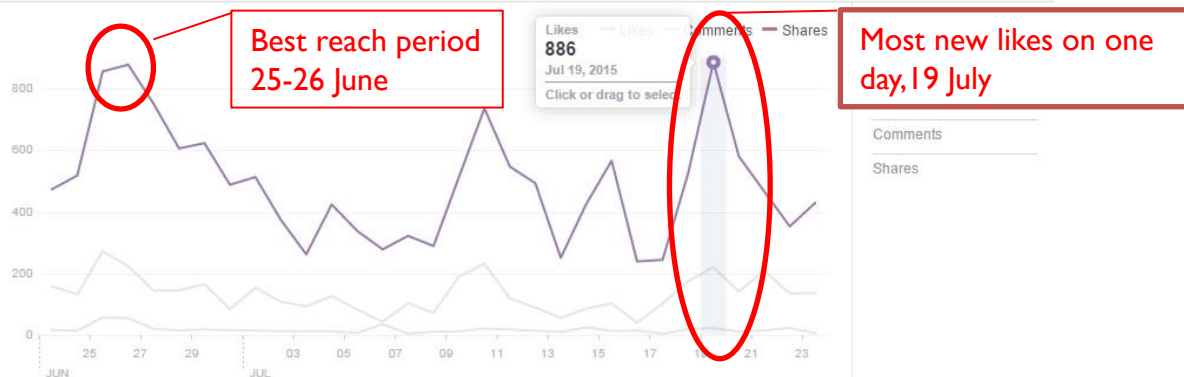 Best reach period
25-26 June
Likes
886
Jul 19, 2015
Click or drag to select
Likes Comments Shares
Most new likes on one
day,19 July
Comments
Shares
800
600
400
200
0
25 27 29 03 05 07 09 11 13 15 17 21 23
JUN JUL